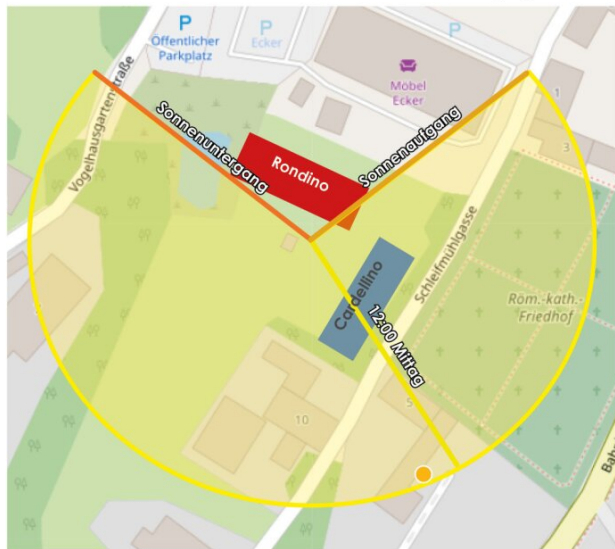 P
P
P
Öffentlicher
Parkplatz
Ecker
Möbel
Ecker
Vogelhausgartenstraße
Sonnenuntergang
Sonnenaufgang
Rondino
1
3
Cardellino
Schleifmühlgasse
12:00 Mittag
Röm.-kath.
Friedhof
5
10